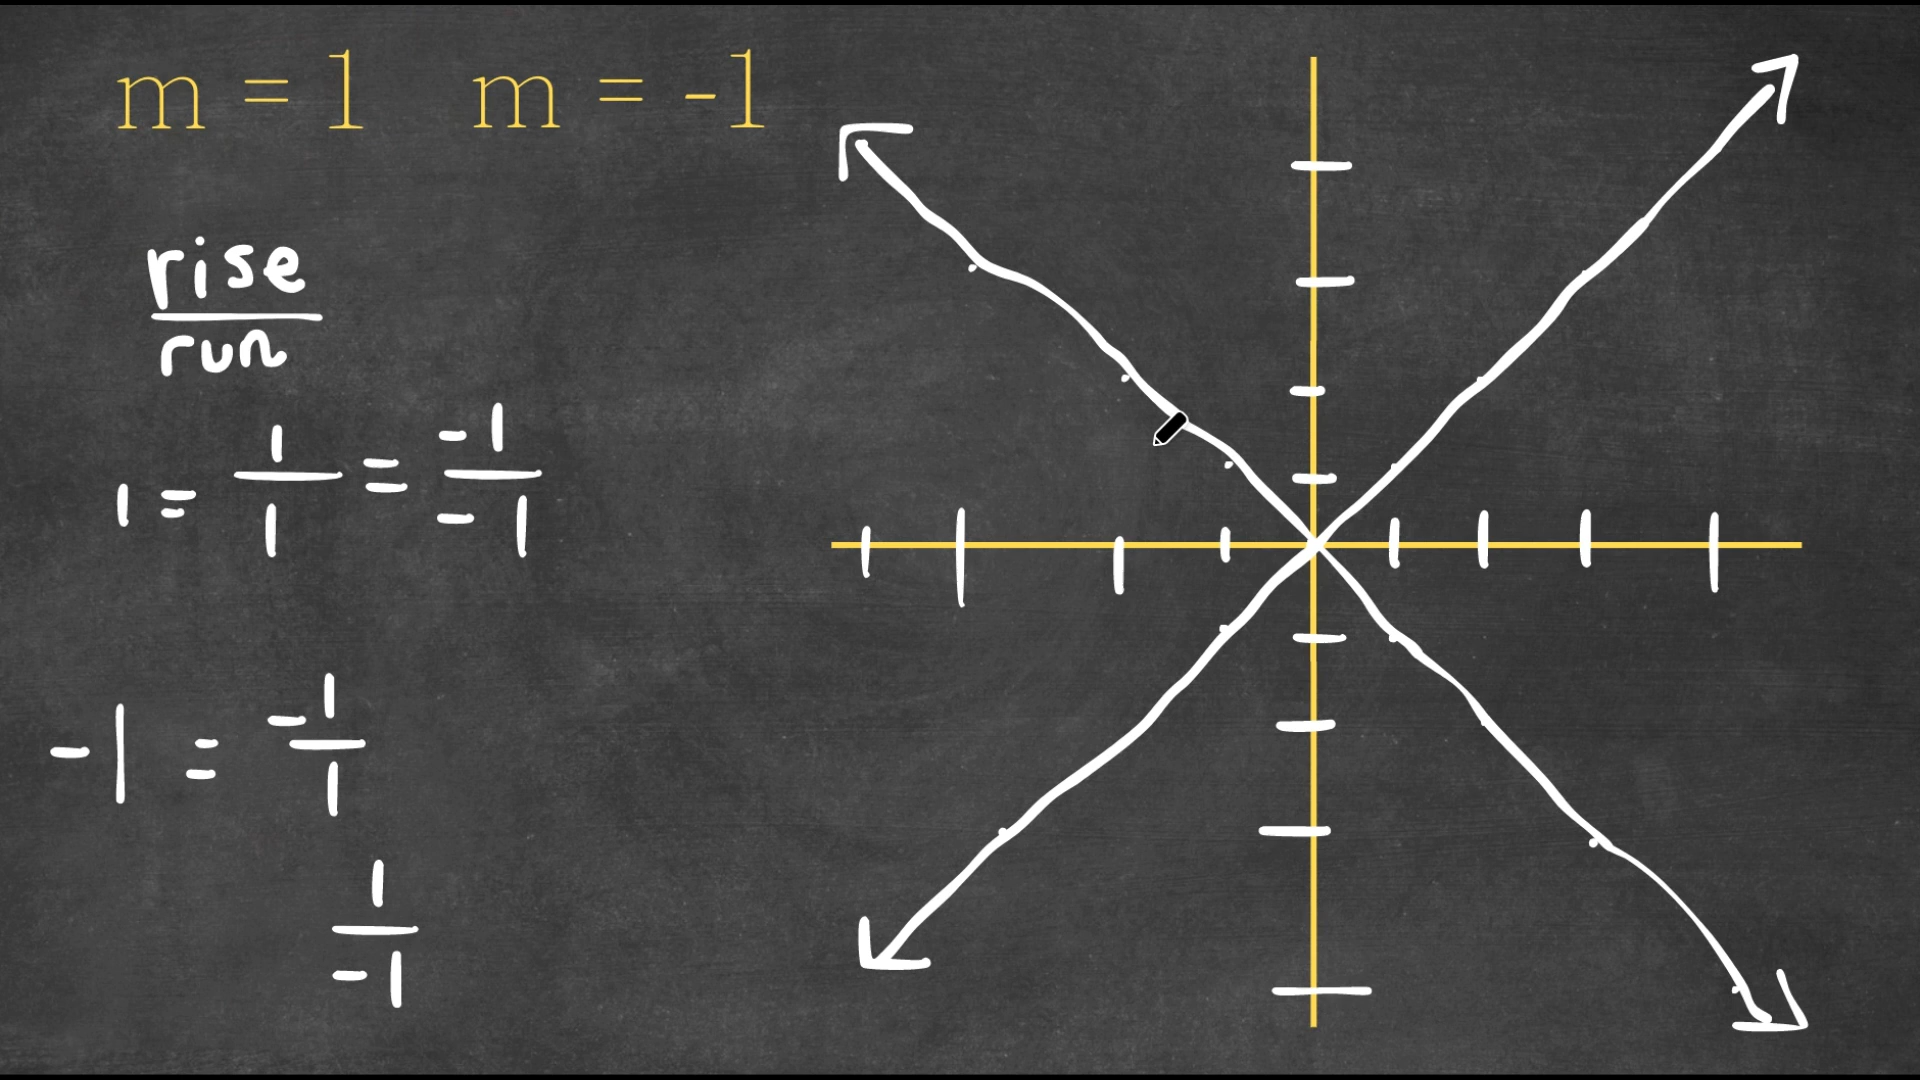 m = 1 m = -1
rise
run
1 = 1/1 = -1/-1
-1 = -1/1
1/-1